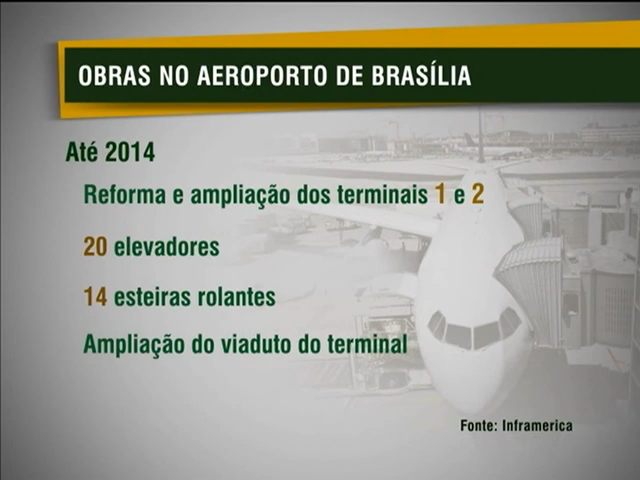 OBRAS NO AEROPORTO DE BRASÍLIA
Até 2014
Reforma e ampliação dos terminais 1 e 2
20 elevadores
14 esteiras rolantes
Ampliação do viaduto do terminal
Fonte: Inframerica